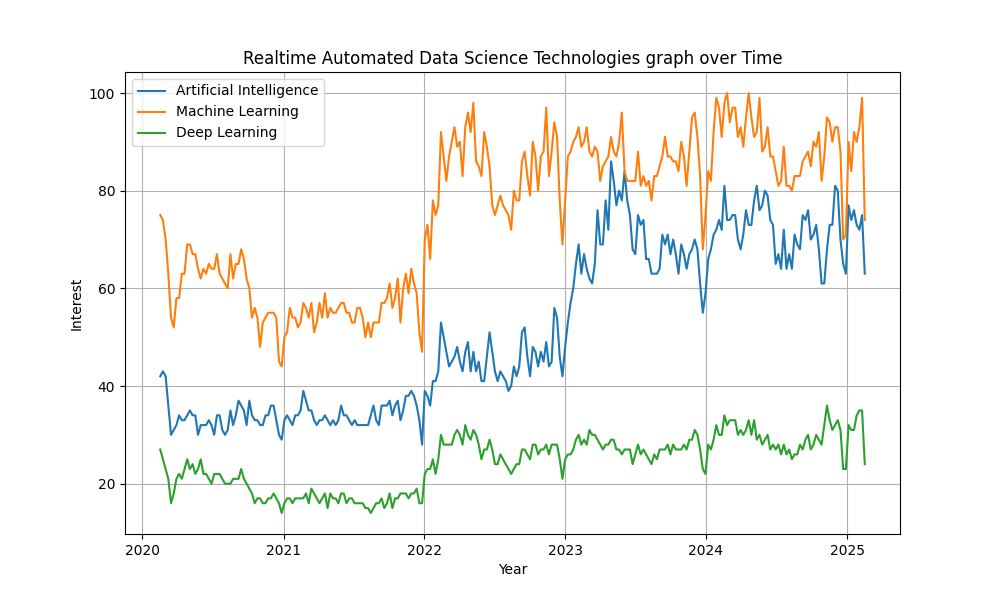 Realtime Automated Data Science Technologies graph over Time
Artificial Intelligence
Machine Learning
Deep Learning
100
80
60
40
20
Interest
2020 2021 2022 2023 2024 2025
Year